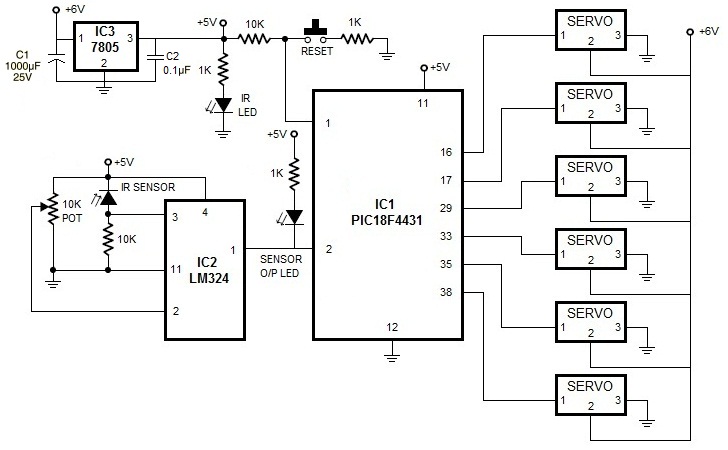 +6V
IC3
7805
1
3
2
C1
1000µF
25V
C2
0.1µF
+5V
10K
RESET
1K
1K
IR
LED
+5V
1K
SENSOR
O/P LED
+5V
IR SENSOR
10K
POT
10K
IC2
LM324
4
3
11
2
1
+5V
11
IC1
PIC18F4431
1
2
12
16
17
29
33
35
38
SERVO
1
2
3
SERVO
1
2
3
SERVO
1
2
3
SERVO
1
2
3
SERVO
1
2
3
SERVO
1
2
3
+6V